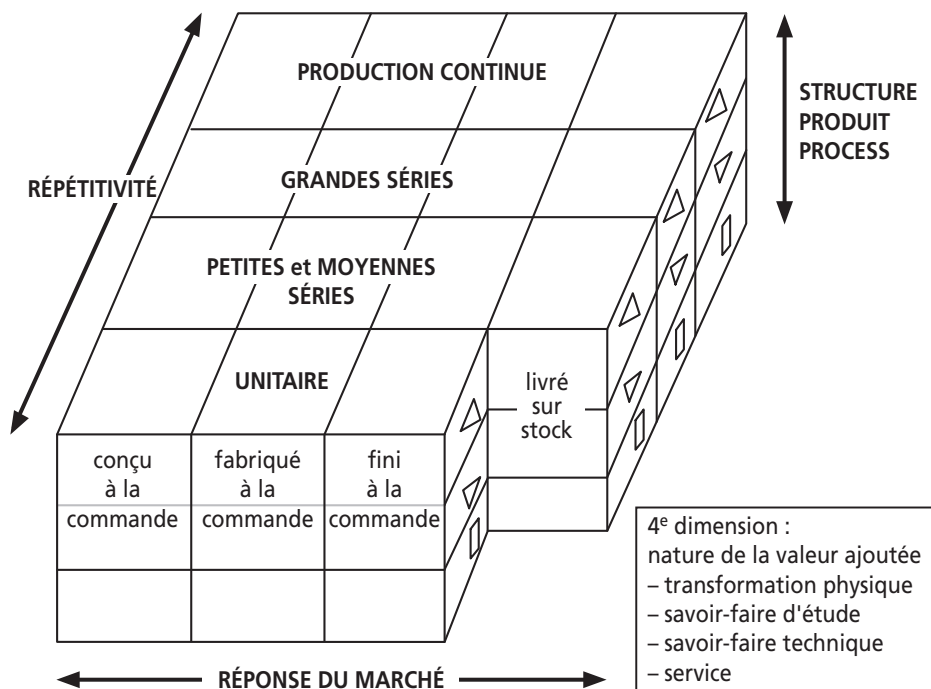 PRODUCTION CONTINUE
STRUCTURE
PRODUIT
PROCESS
RÉPÉTITIVITÉ
GRANDES SÉRIES
PETITES et MOYENNES
SÉRIES
UNITAIRE
livré
sur
stock
conçu
à la
commande
fabriqué
à la
commande
fini
à la
commande
4e dimension :
nature de la valeur ajoutée
– transformation physique
– savoir-faire d'étude
– savoir-faire technique
– service
RÉPONSE DU MARCHÉ